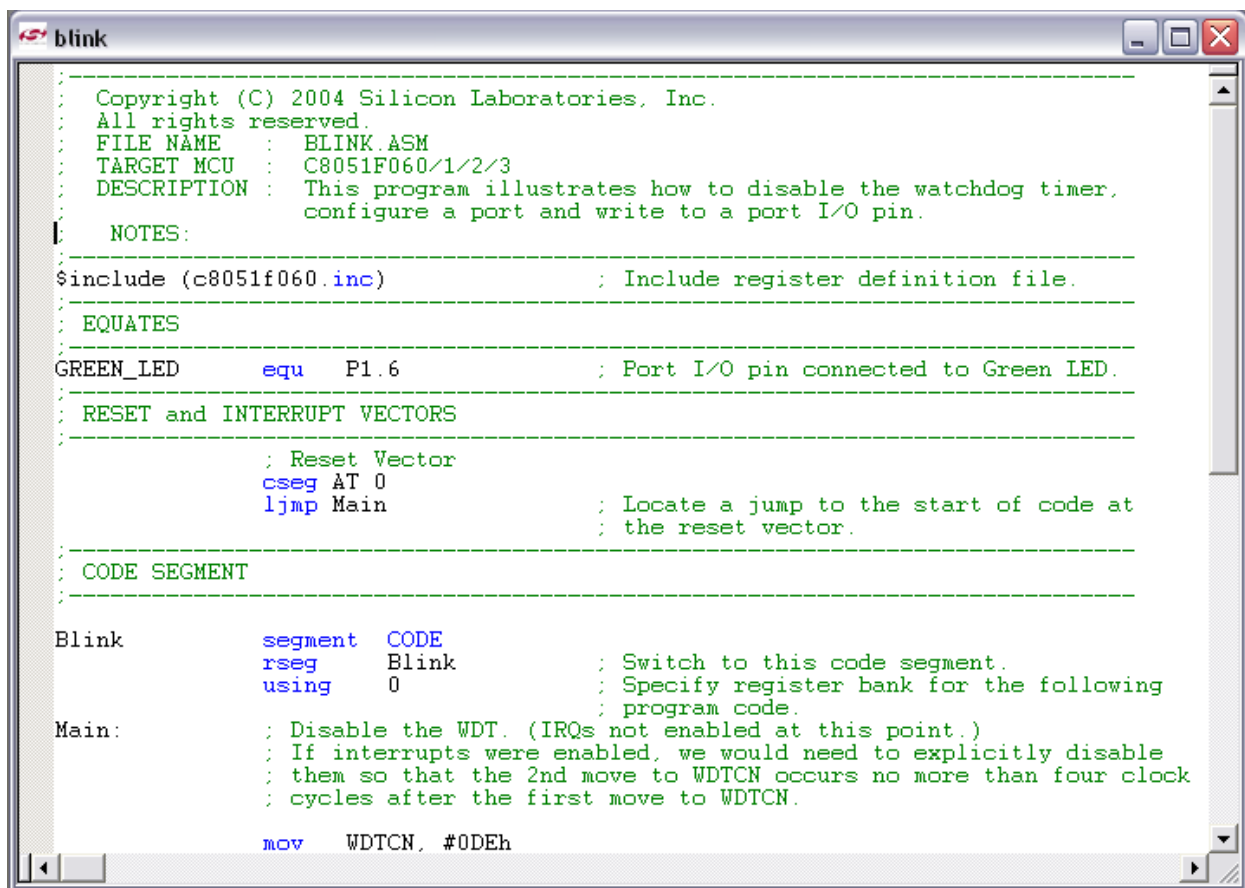 blink
;-----------------------------------------------------------------------------
;  Copyright (C) 2004 Silicon Laboratories, Inc.
;  All rights reserved.
;  FILE NAME   :  BLINK.ASM
;  TARGET MCU  :  C8051F060/1/2/3
;  DESCRIPTION :  This program illustrates how to disable the watchdog timer,
;                 configure a port and write to a port I/O pin.
;   NOTES:
;-----------------------------------------------------------------------------
$include (c8051f060.inc)               ; Include register definition file.
;-----------------------------------------------------------------------------
; EQUATES
;-----------------------------------------------------------------------------
GREEN_LED      equ   P1.6              ; Port I/O pin connected to Green LED.
;-----------------------------------------------------------------------------
; RESET and INTERRUPT VECTORS
;-----------------------------------------------------------------------------
               ; Reset Vector
               cseg AT 0
               ljmp Main               ; Locate a jump to the start of code at
                                       ; the reset vector.
;-----------------------------------------------------------------------------
; CODE SEGMENT
;-----------------------------------------------------------------------------
Blink          segment  CODE
               rseg     Blink          ; Switch to this code segment.
               using    0              ; Specify register bank for the following
                                       ; program code.
Main:          ; Disable the WDT. (IRQs not enabled at this point.)
               ; If interrupts were enabled, we would need to explicitly disable
               ; them so that the 2nd move to WDTCN occurs no more than four clock
               ; cycles after the first move to WDTCN.
               mov   WDTCN, #0DEh